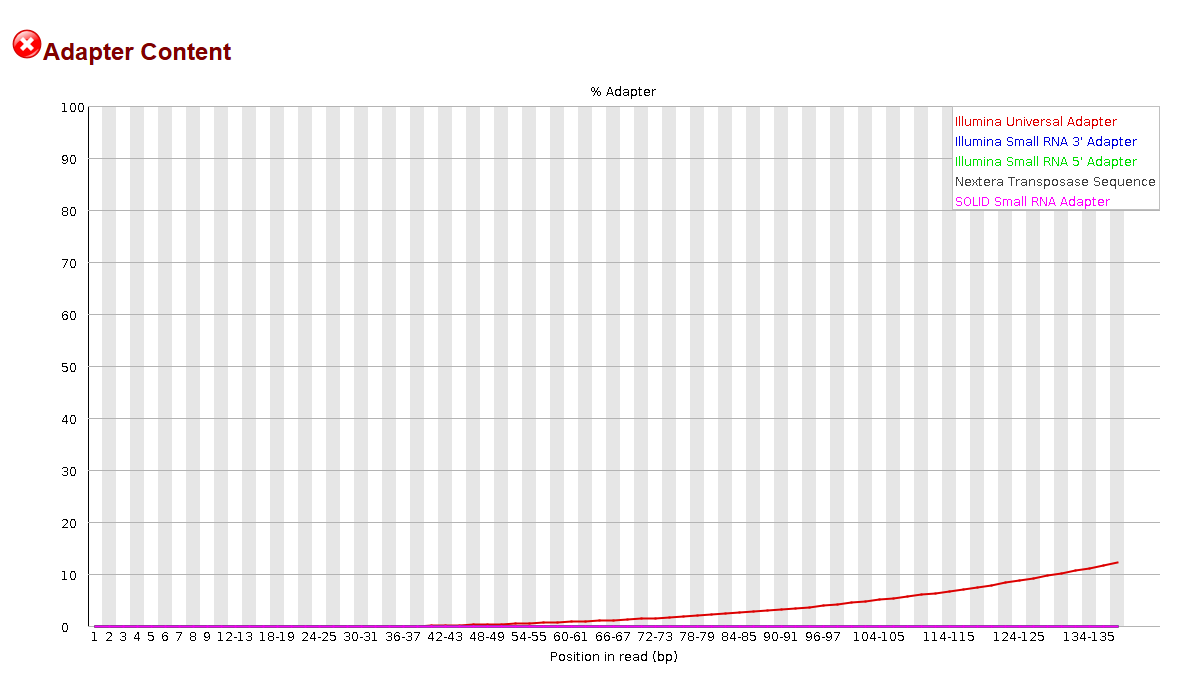 Adapter Content
% Adapter
100
90
80
70
60
50
40
30
20
10
0
Illumina Universal Adapter
Illumina Small RNA 3' Adapter
Illumina Small RNA 5' Adapter
Nextera Transposase Sequence
SOLID Small RNA Adapter
1 2 3 4 5 6 7 8 9 12-13 18-19 24-25 30-31 36-37 42-43 48-49 54-55 60-61 66-67 72-73 78-79 84-85 90-91 96-97 104-105 114-115 124-125 134-135
Position in read (bp)